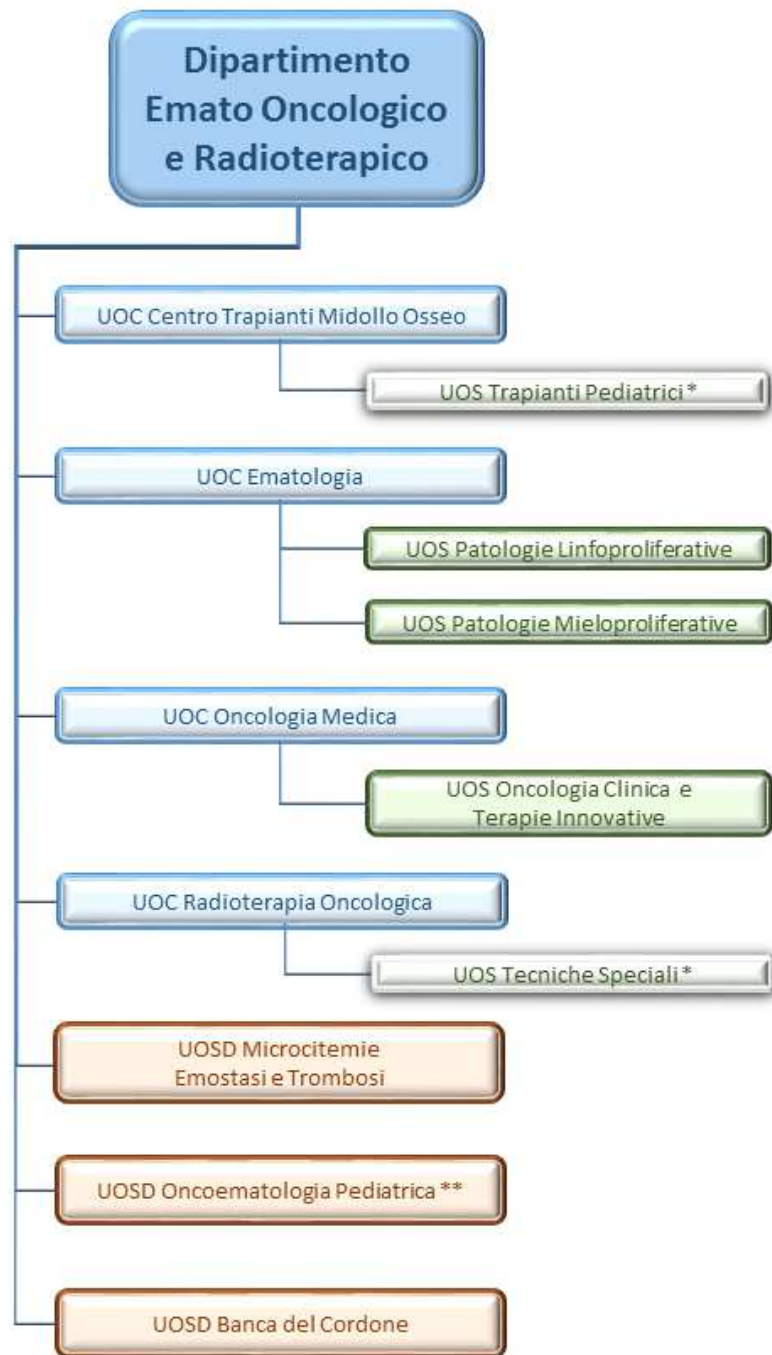 Dipartimento
Emato Oncologico
e Radioterapico
UOC Centro Trapianti Midollo Osseo
UOS Trapianti Pediatrici *
UOC Ematologia
UOS Patologie Linfoproliferative
UOS Patologie Mieloproliferative
UOC Oncologia Medica
UOS Oncologia Clinica e
Terapie Innovative
UOC Radioterapia Oncologica
UOS Tecniche Speciali *
UOSD Microcitemie
Emostasi e Trombosi
UOSD Oncoematologia Pediatrica **
UOSD Banca del Cordone